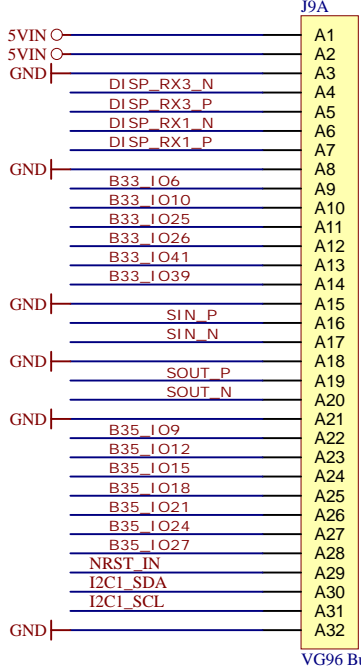 J9A
5VIN A1
5VIN A2
GND A3
DISP_RX3_N A4
DISP_RX3_P A5
DISP_RX1_N A6
DISP_RX1_P A7
GND A8
B33_IO6 A9
B33_IO10 A10
B33_IO25 A11
B33_IO26 A12
B33_IO41 A13
B33_IO39 A14
GND A15
SIN_P A16
SIN_N A17
GND A18
SOUT_P A19
SOUT_N A20
GND A21
B35_IO9 A22
B35_IO12 A23
B35_IO15 A24
B35_IO18 A25
B35_IO21 A26
B35_IO24 A27
B35_IO27 A28
NRST_IN A29
I2C1_SDA A30
I2C1_SCL A31
GND A32
VG96